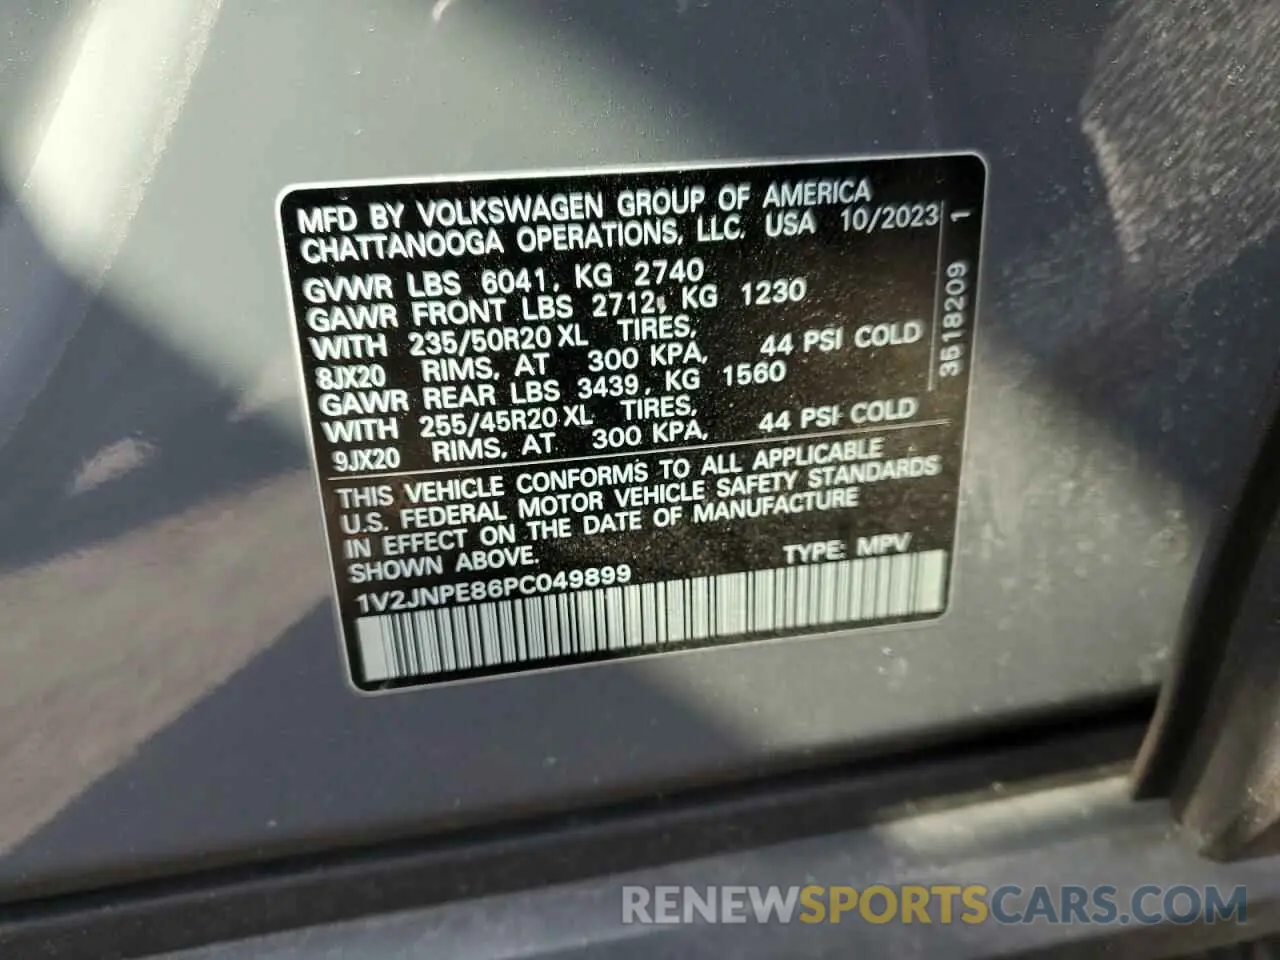 MFD BY VOLKSWAGEN GROUP OF AMERICA
CHATTANOOGA OPERATIONS, LLC. USA 10/2023
GVWR LBS 6041, KG 2740
GAWR FRONT LBS 2712, KG 1230
WITH 235/50R20 XL TIRES,
8JX20 RIMS, AT 300 KPA, 44 PSI COLD
GAWR REAR LBS 3439, KG 1560
WITH 255/45R20 XL TIRES,
9JX20 RIMS, AT 300 KPA, 44 PSI COLD
THIS VEHICLE CONFORMS TO ALL APPLICABLE
U.S. FEDERAL MOTOR VEHICLE SAFETY STANDARDS
IN EFFECT ON THE DATE OF MANUFACTURE
SHOWN ABOVE.
TYPE: MPV
1V2JNPE86PC049899
3518209 1
RENEWSPORTSCARS.COM